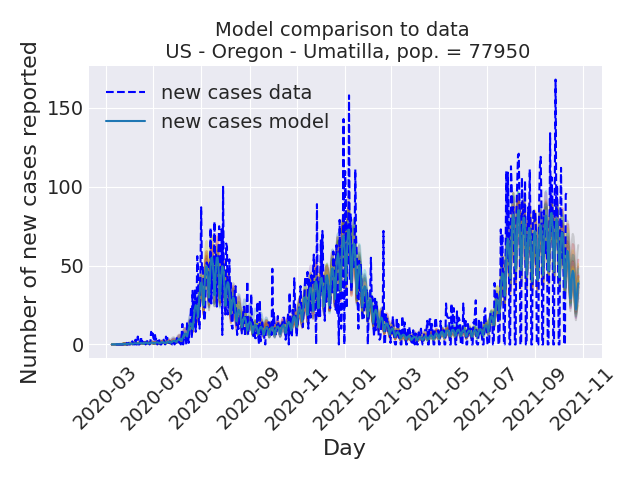 Model comparison to data
US - Oregon - Umatilla, pop. = 77950
Number of new cases reported
150
100
50
0
new cases data
new cases model
2020-03
2020-05
2020-07
2020-09
2020-11
2021-01
2021-03
2021-05
2021-07
2021-09
2021-11
Day